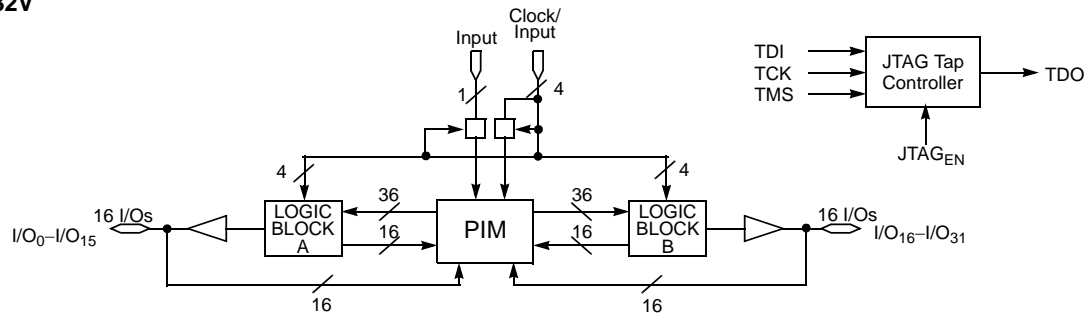 32V
Clock/
Input
Input
1
4
TDI
TCK
TMS
JTAG Tap
Controller
TDO
JTAG_EN
4
4
16 I/Os
I/O₀–I/O₁₅
LOGIC
BLOCK
A
36
16
PIM
36
16
LOGIC
BLOCK
B
16 I/Os
I/O₁₆–I/O₃₁
16
16